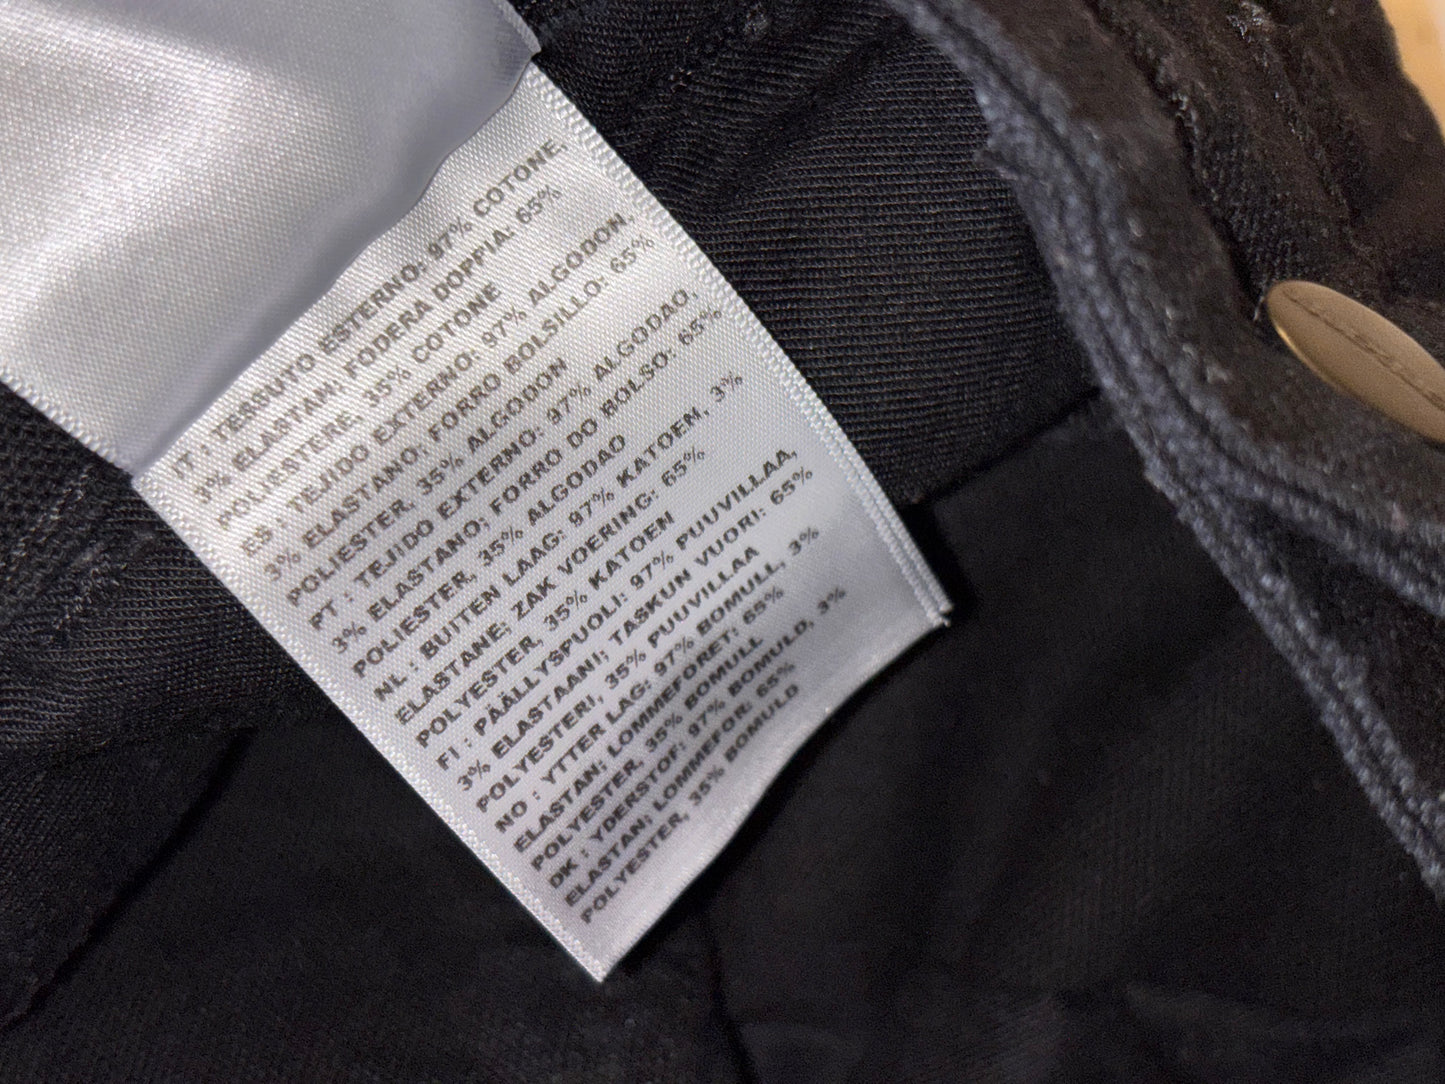 IT : TESSUTO ESTERNO: 97% COTONE,
3% ELASTAM; FODERA DOPPIA: 65%
POLIESTERE, 35% COTONE
ES : TEJIDO EXTERNO: 97% ALGODON,
3% ELASTANO; FORRO BOLSILLO: 65%
POLIESTER, 35% ALGODON
PT : TEJIDO EXTERNO: 97% ALGODAO,
3% ELASTANO; FORRO DO BOLSO: 65%
POLIESTER, 35% ALGODAO
NL : BUITEN LAAG: 97% KATOEN, 3%
ELASTANE; ZAK VOERING: 65%
POLYESTER, 35% KATOEN
FI : PÄÄLLYSPUOLI: 97% PUUVILLAA,
3% ELASTAANI; TASKUN VUORI: 65%
POLYESTERI, 35% PUUVILLAA
NO : YTTER LAG: 97% BOMULL, 3%
ELASTAN; LOMMEFORET: 65%
POLYESTER, 35% BOMULL
DK : YDERSTOF: 97% BOMULD, 3%
ELASTAN; LOMMEFOR: 65%
POLYESTER, 35% BOMULD